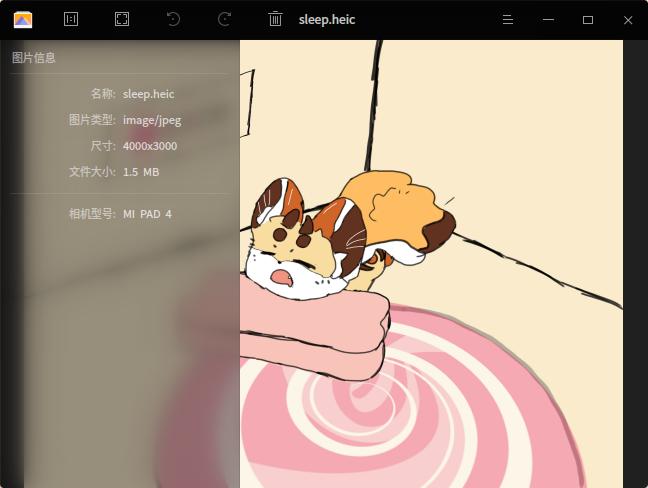 sleep.heic
图片信息
名称: sleep.heic
图片类型: image/jpeg
尺寸: 4000x3000
文件大小: 1.5 MB
相机型号: MI PAD 4